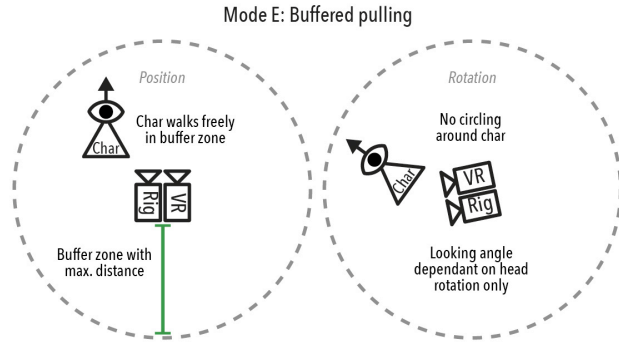 Mode E: Buffered pulling
Position
Char walks freely
in buffer zone
Char
Rig
VR
Buffer zone with
max. distance
Rotation
No circling
around char
Char
VR
Rig
Looking angle
dependant on head
rotation only